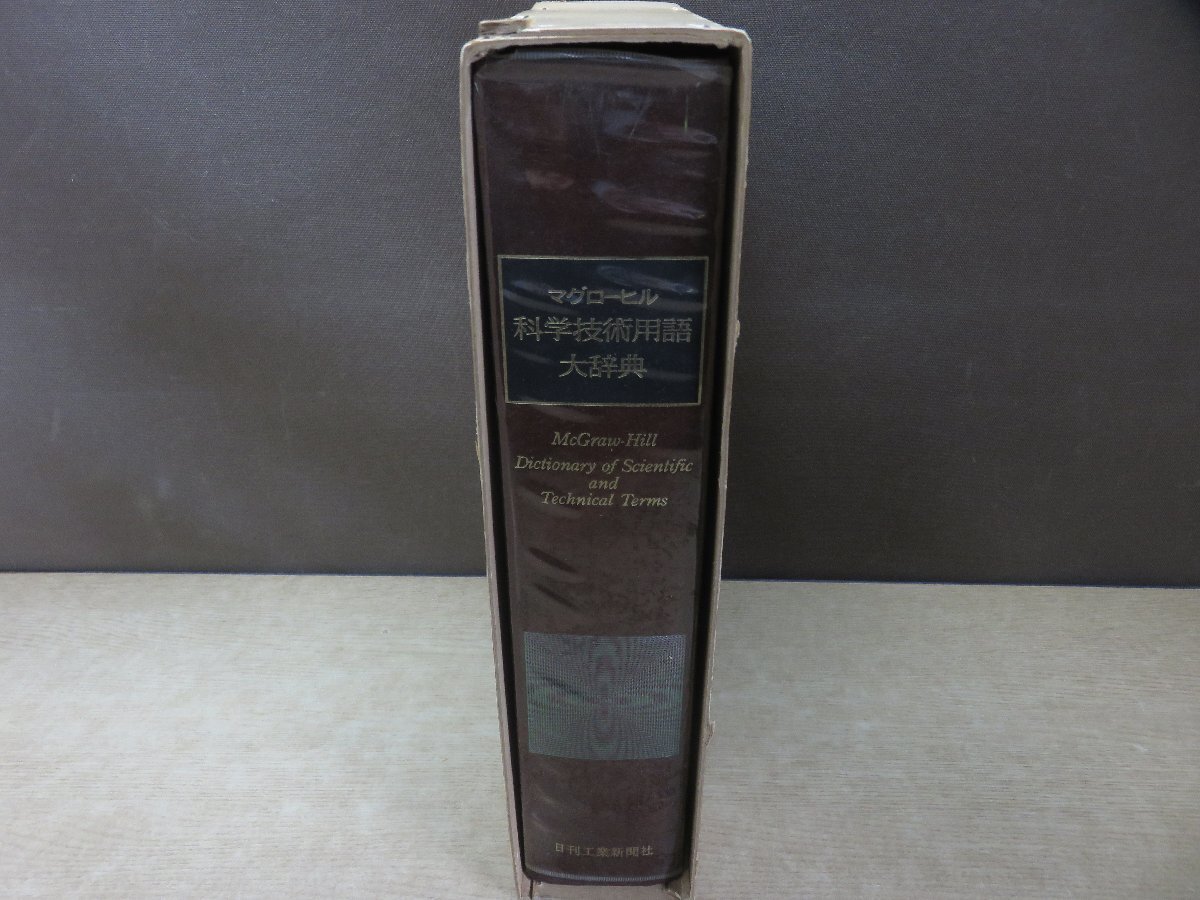 マグローヒル
科学技術用語
大辞典
McGraw-Hill
Dictionary of Scientific
and
Technical Terms
日刊工業新聞社